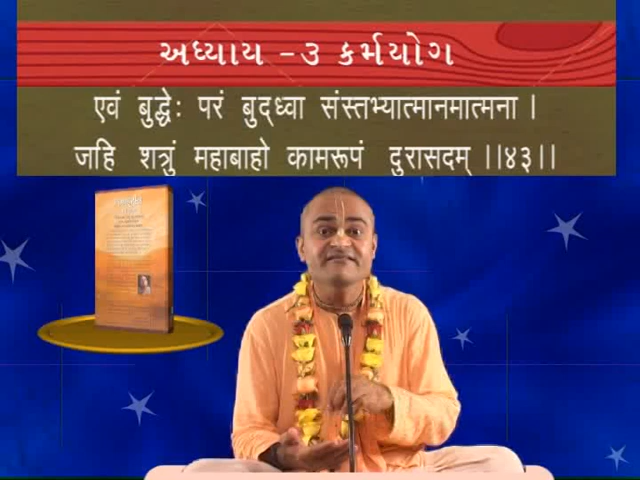 અધ્યાય -૩ કર્મયોગ
एवं बुद्धेः परं बुद्ध्वा संस्तभ्यात्मानमात्मना ।
जहि शत्रुं महाबाहो कामरूपं दुरासदम् ।।४३।।